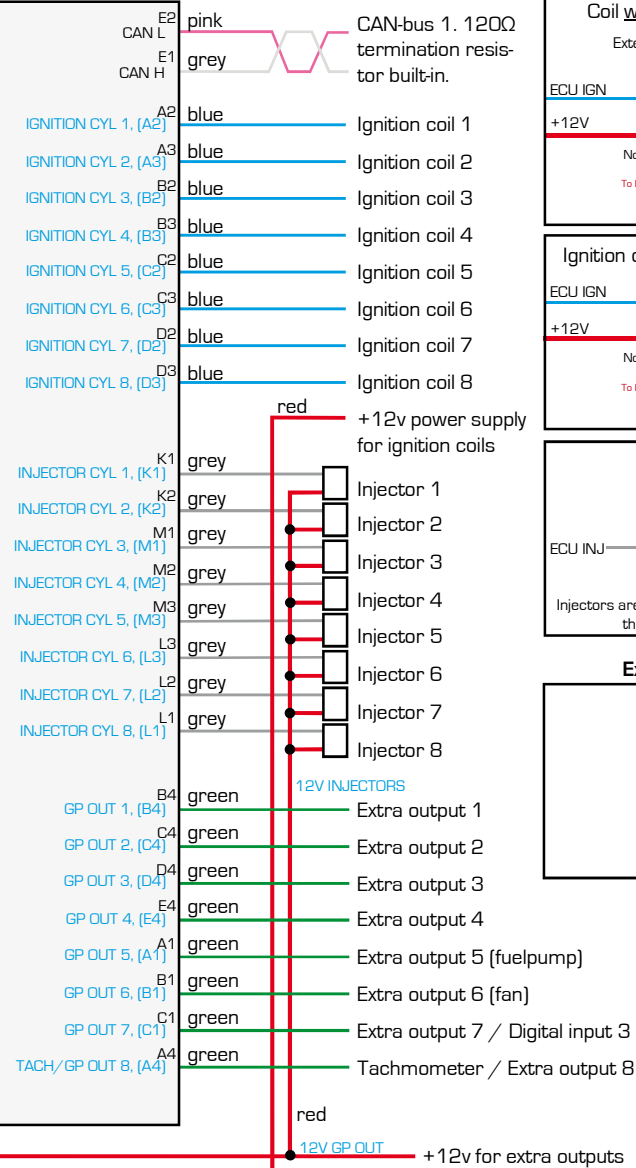 E2 pink
CAN L
CAN-bus 1. 120Ω
termination resis-
tor built-in.
E1 grey
CAN H
A2 blue
IGNITION CYL 1, (A2) Ignition coil 1
A3 blue
IGNITION CYL 2, (A3) Ignition coil 2
B2 blue
IGNITION CYL 3, (B2) Ignition coil 3
B3 blue
IGNITION CYL 4, (B3) Ignition coil 4
C2 blue
IGNITION CYL 5, (C2) Ignition coil 5
C3 blue
IGNITION CYL 6, (C3) Ignition coil 6
D2 blue
IGNITION CYL 7, (D2) Ignition coil 7
D3 blue
IGNITION CYL 8, (D3) Ignition coil 8
red
+12v power supply
for ignition coils
K1 grey
INJECTOR CYL 1, (K1) Injector 1
K2 grey
INJECTOR CYL 2, (K2) Injector 2
M1 grey
INJECTOR CYL 3, (M1) Injector 3
M2 grey
INJECTOR CYL 4, (M2) Injector 4
M3 grey
INJECTOR CYL 5, (M3) Injector 5
L3 grey
INJECTOR CYL 6, (L3) Injector 6
L2 grey
INJECTOR CYL 7, (L2) Injector 7
L1 grey
INJECTOR CYL 8, (L1) Injector 8
12V INJECTORS
B4 green
GP OUT 1, (B4) Extra output 1
C4 green
GP OUT 2, (C4) Extra output 2
D4 green
GP OUT 3, (D4) Extra output 3
E4 green
GP OUT 4, (E4) Extra output 4
A1 green
GP OUT 5, (A1) Extra output 5 (fuelpump)
B1 green
GP OUT 6, (B1) Extra output 6 (fan)
C1 green
GP OUT 7, (C1) Extra output 7 / Digital input 3
A4 green
TACH/GP OUT 8, (A4) Tachmometer / Extra output 8
red
12V GP OUT
+12v for extra outputs
Coil
Exte
ECU IGN
+12V
No
To
Ignition
ECU IGN
+12V
No
To
ECU INJ
Injectors are
th